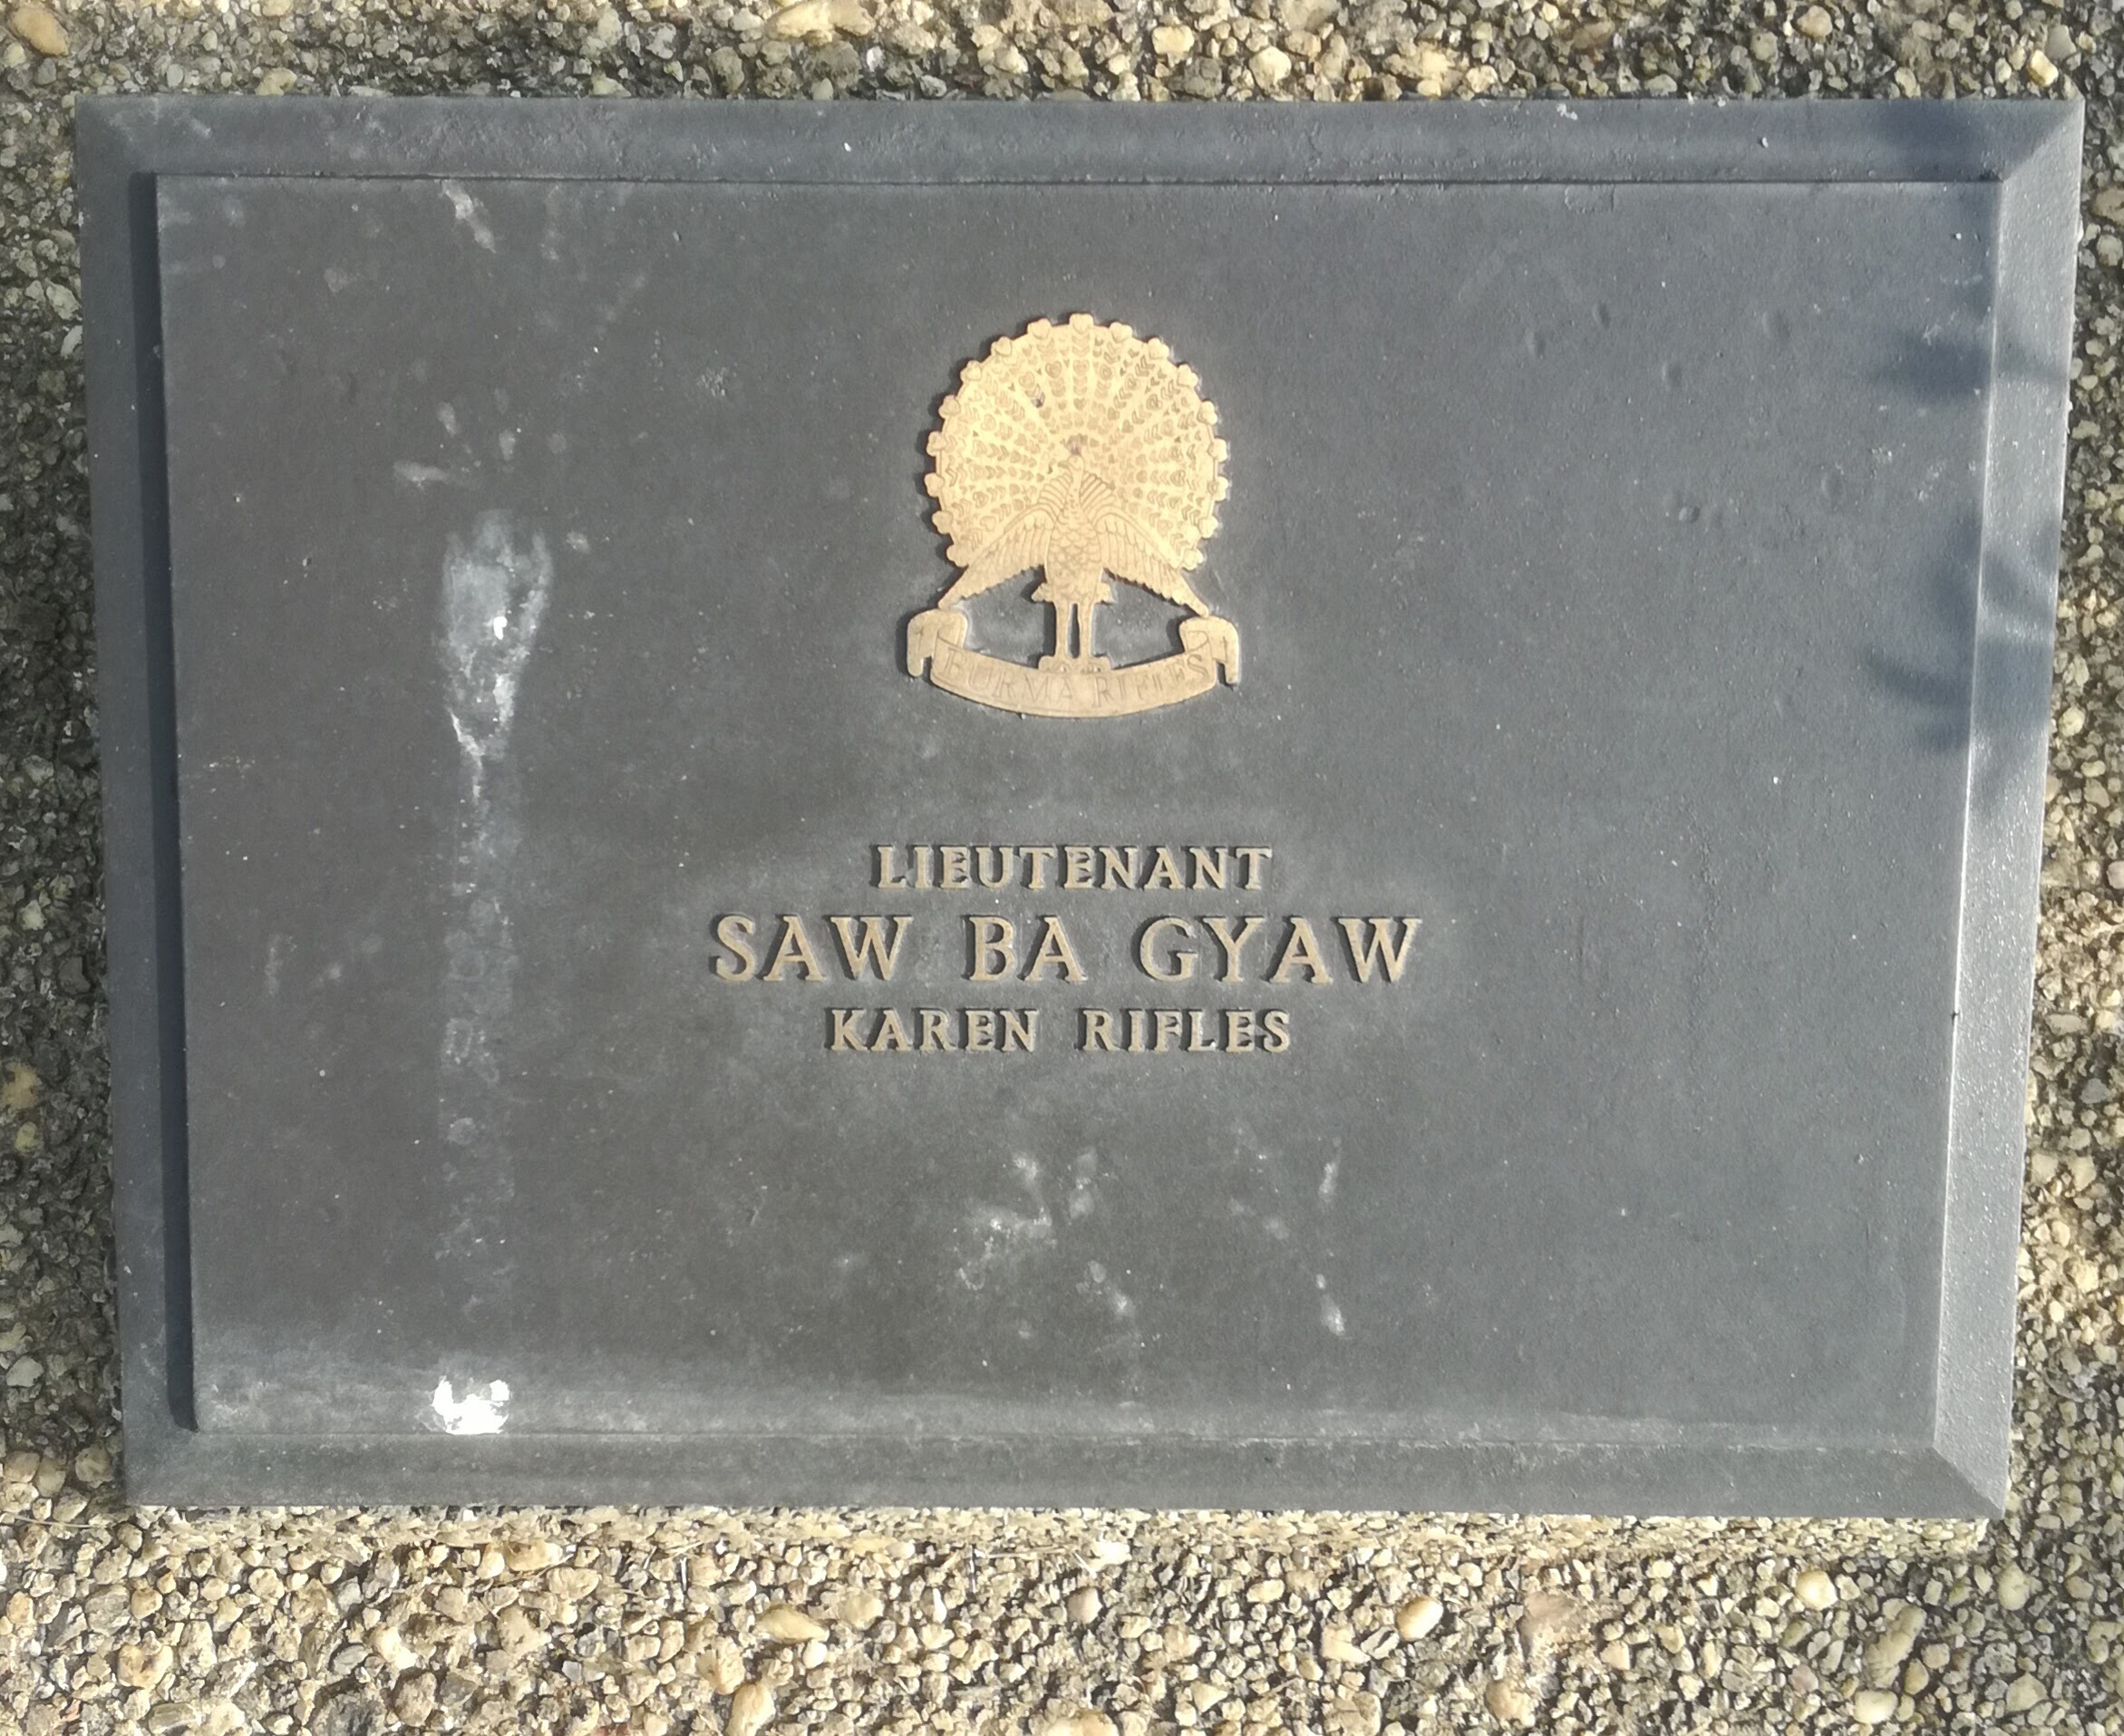 BURMA RIFLES
LIEUTENANT
SAW BA GYAW
KAREN RIFLES